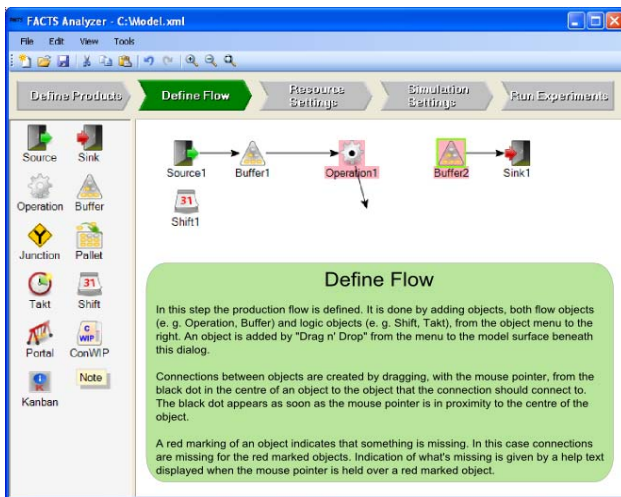 FACTS Analyzer - C:\Model.xml
File Edit View Tools
Define Products Define Flow Resource Settings Simulation Settings Run Experiments
Source Sink
Operation Buffer
Junction Pallet
Takt Shift
Portal ConWIP
Kanban Note
Source1 Buffer1 Operation1 Buffer2 Sink1
31
Shift1
31
C
WIP
Define Flow
In this step the production flow is defined. It is done by adding objects, both flow objects
(e. g. Operation, Buffer) and logic objects (e. g. Shift, Takt), from the object menu to the
right. An object is added by "Drag n' Drop" from the menu to the model surface beneath
this dialog.
Connections between objects are created by dragging, with the mouse pointer, from the
black dot in the centre of an object to the object that the connection should connect to.
The black dot appears as soon as the mouse pointer is in proximity to the centre of the
object.
A red marking of an object indicates that something is missing. In this case connections
are missing for the red marked objects. Indication of what's missing is given by a help text
displayed when the mouse pointer is held over a red marked object.